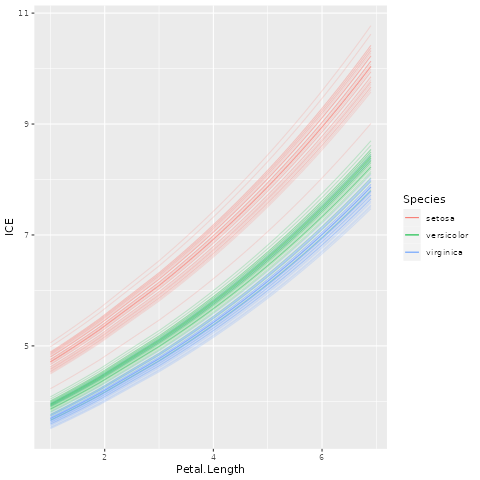 11
9
7
5
ICE
2
4
6
Petal.Length
Species
setosa
versicolor
virginica